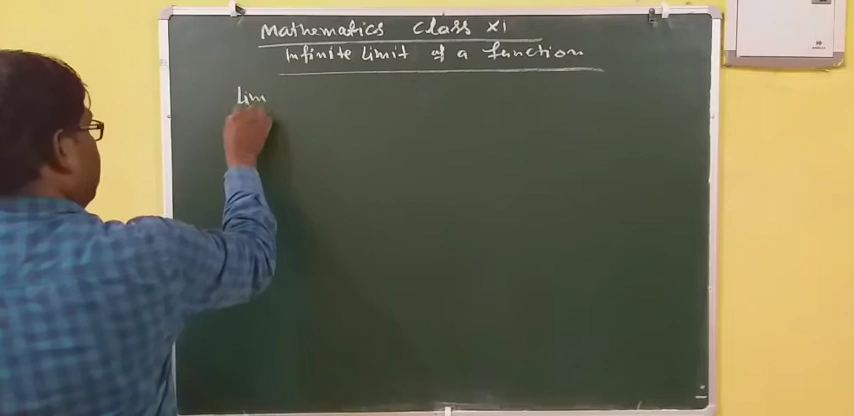 Mathematics Class XI
Infinite Limit of a function
Lim